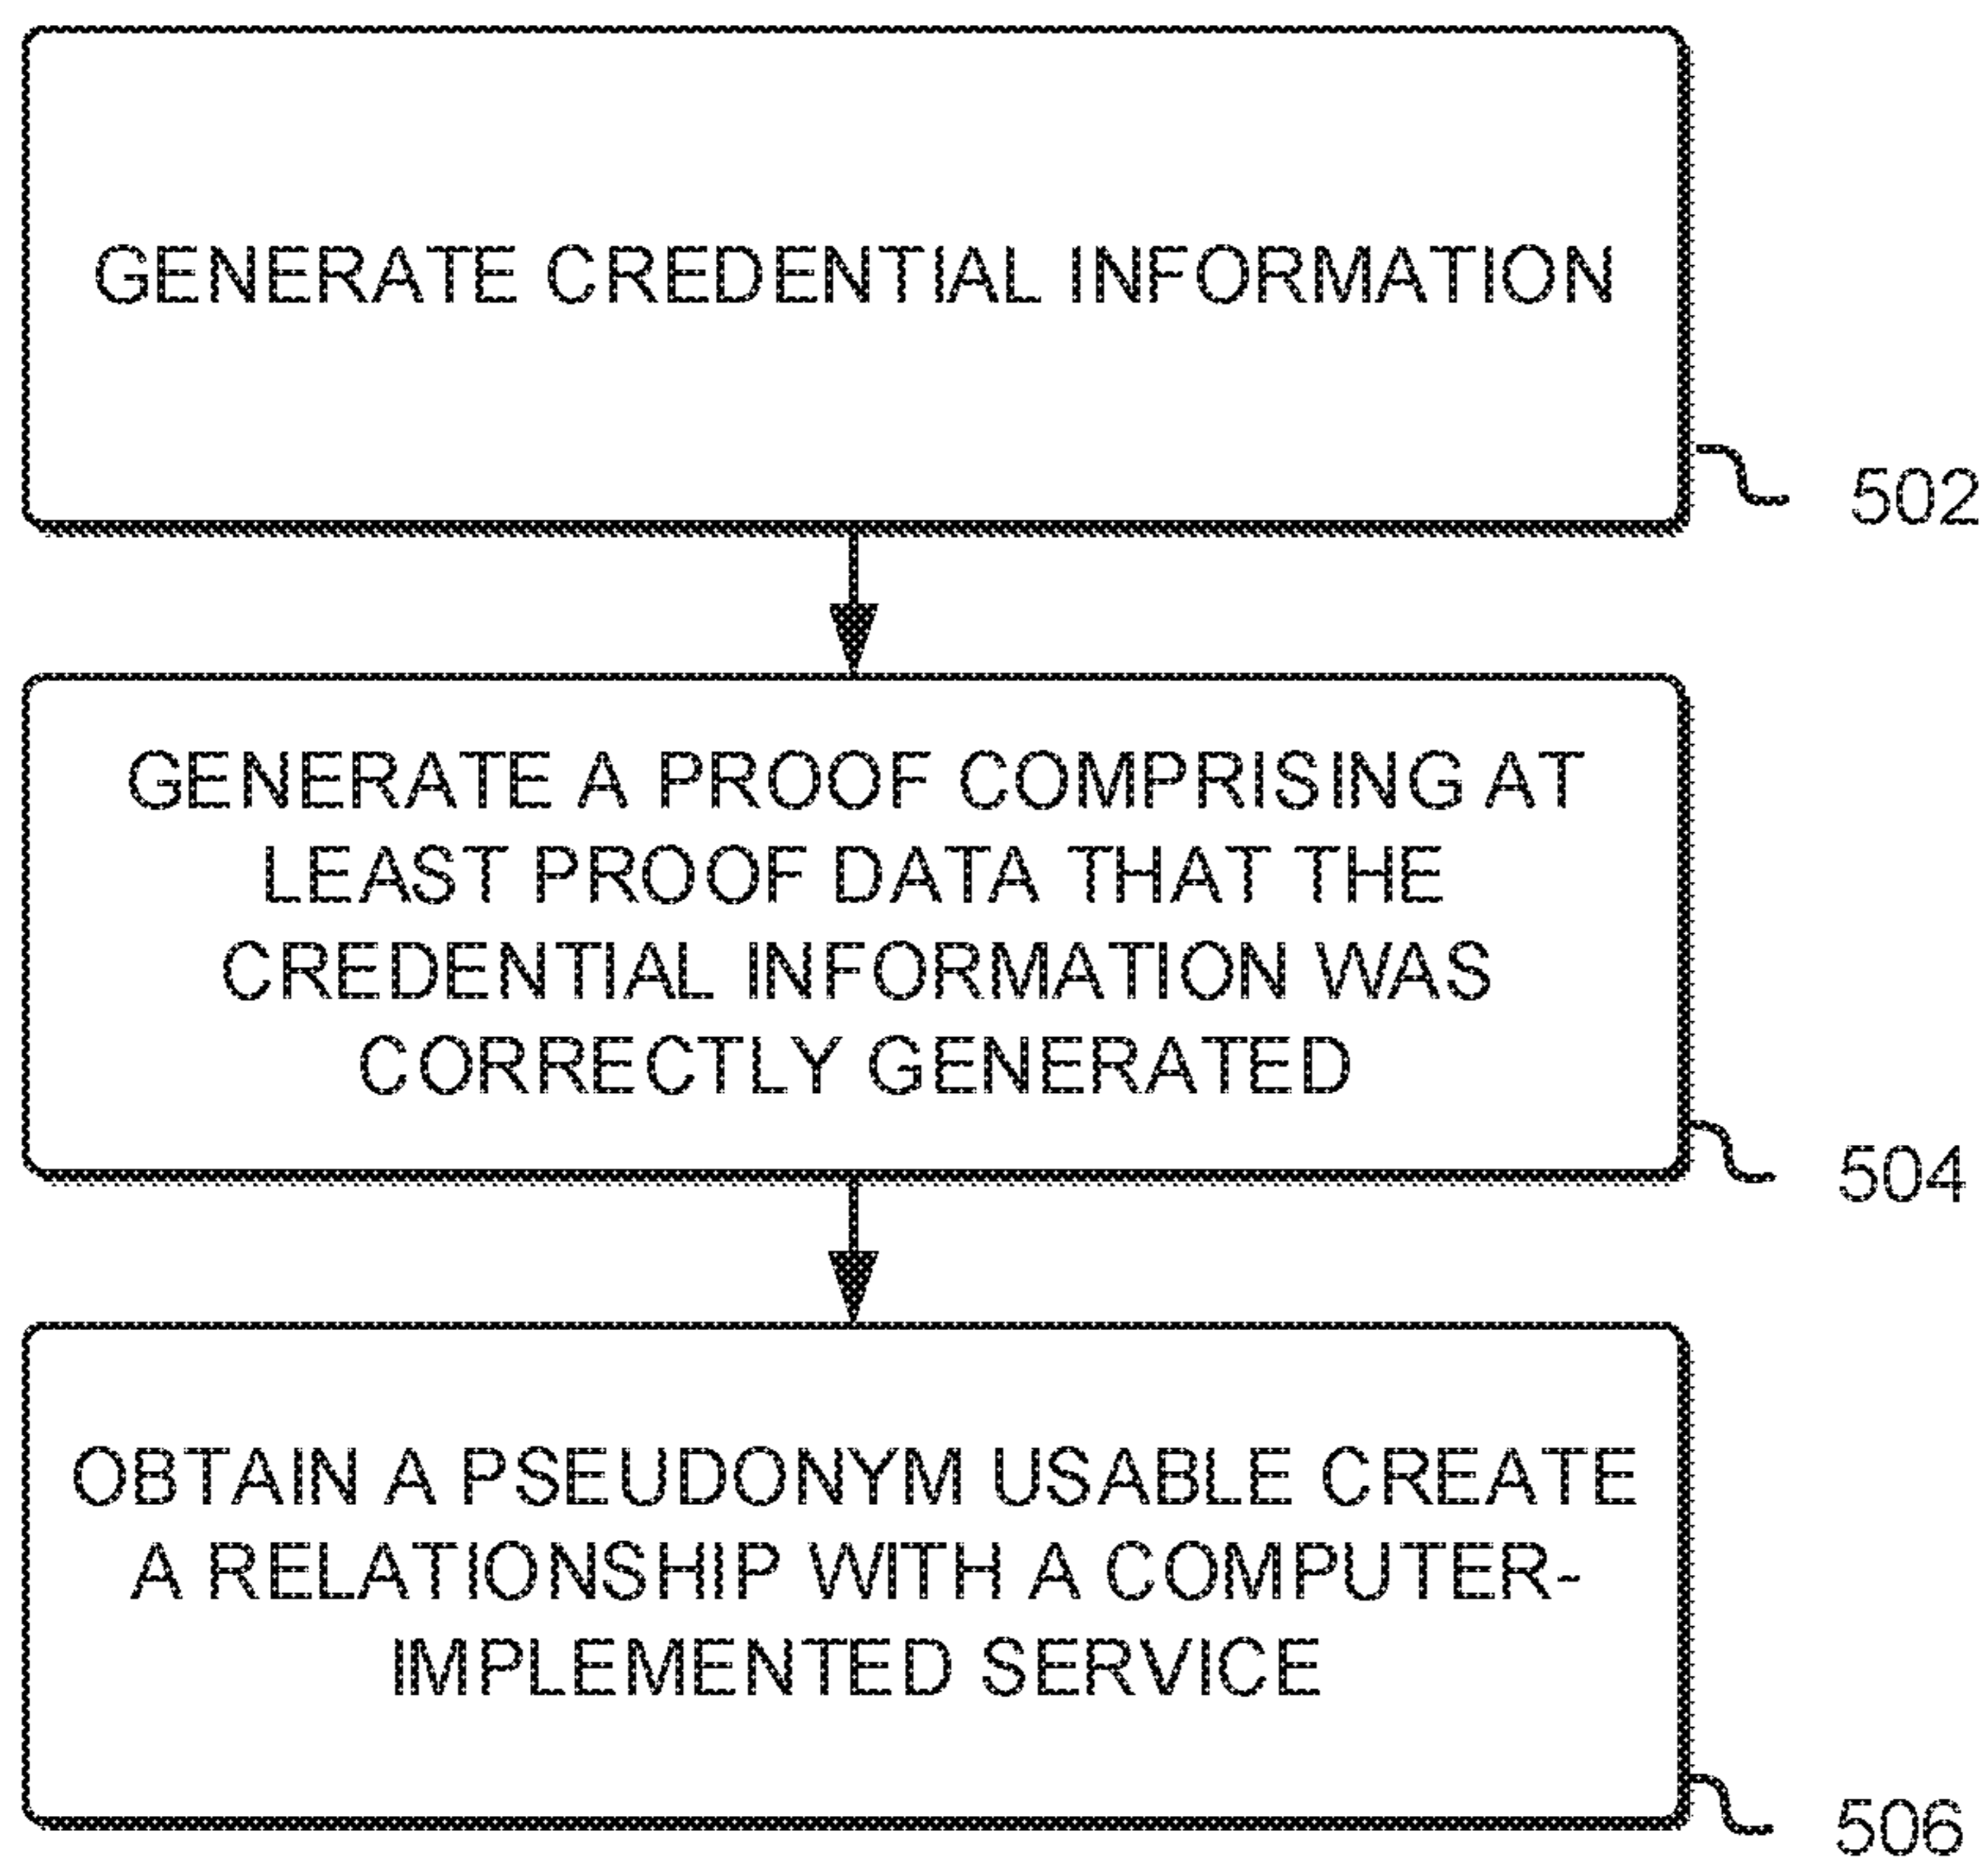 GENERATE CREDENTIAL INFORMATION
502
GENERATE A PROOF COMPRISING AT
LEAST PROOF DATA THAT THE
CREDENTIAL INFORMATION WAS
CORRECTLY GENERATED
504
OBTAIN A PSEUDONYM USABLE CREATE
A RELATIONSHIP WITH A COMPUTER-
IMPLEMENTED SERVICE
506